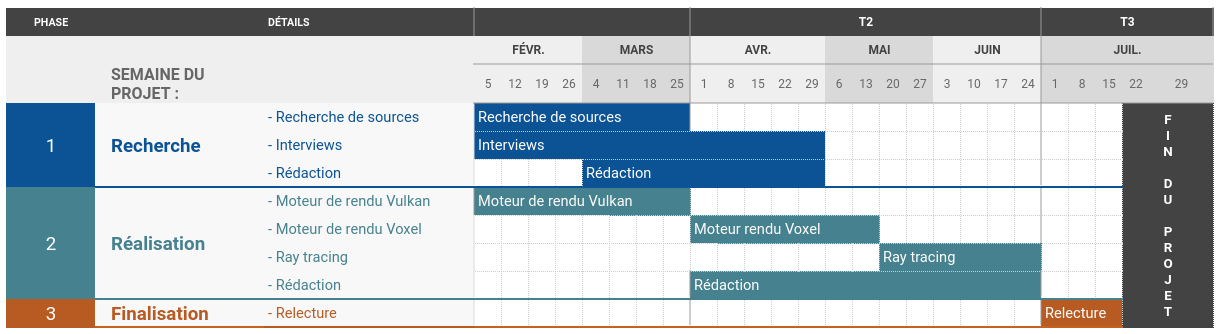 PHASE DÉTAILS T2 T3
FÉVR. MARS AVR. MAI JUIN JUIL.
SEMAINE DU
PROJET :
5 12 19 26 4 11 18 25 1 8 15 22 29 6 13 20 27 3 10 17 24 1 8 15 22 29
1 Recherche
- Recherche de sources Recherche de sources
- Interviews Interviews
- Rédaction Rédaction
2 Réalisation
- Moteur de rendu Vulkan Moteur de rendu Vulkan
- Moteur de rendu Voxel Moteur rendu Voxel
- Ray tracing Ray tracing
- Rédaction Rédaction
3 Finalisation - Relecture Relecture
FIN DU PROJET